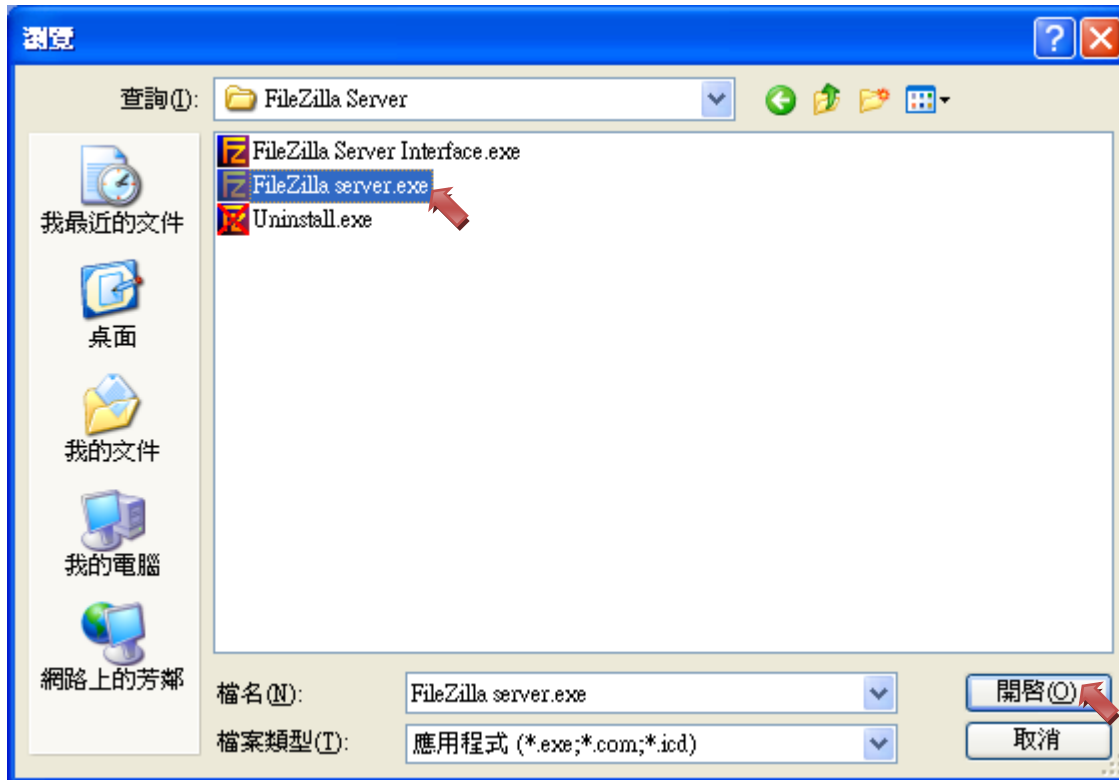 瀏覽
查詢(I):
FileZilla Server
FileZilla Server Interface.exe
FileZilla server.exe
Uninstall.exe
我最近的文件
桌面
我的文件
我的電腦
網路上的芳鄰
檔名(N):
FileZilla server.exe
開啓(O)
檔案類型(T):
應用程式 (*.exe;*.com;*.icd)
取消